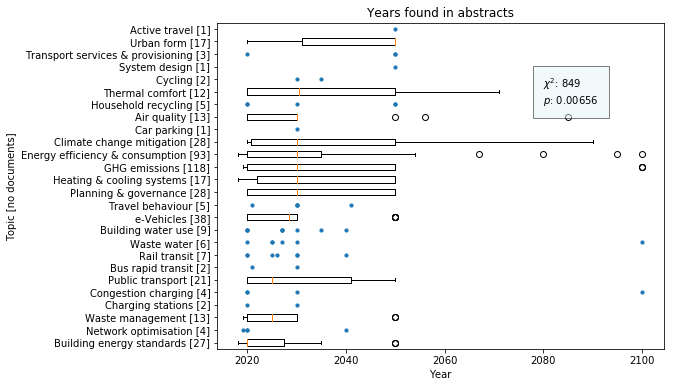 Years found in abstracts
Active travel [1]
Urban form [17]
Transport services & provisioning [3]
System design [1]
Cycling [2]
Thermal comfort [12]
Household recycling [5]
Air quality [13]
Car parking [1]
Climate change mitigation [28]
Energy efficiency & consumption [93]
GHG emissions [118]
Heating & cooling systems [17]
Planning & governance [28]
Travel behaviour [5]
e-Vehicles [38]
Building water use [9]
Waste water [6]
Rail transit [7]
Bus rapid transit [2]
Public transport [21]
Congestion charging [4]
Charging stations [2]
Waste management [13]
Network optimisation [4]
Building energy standards [27]
Topic [no documents]
χ²: 849
p: 0.00656
2020 2040 2060 2080 2100
Year